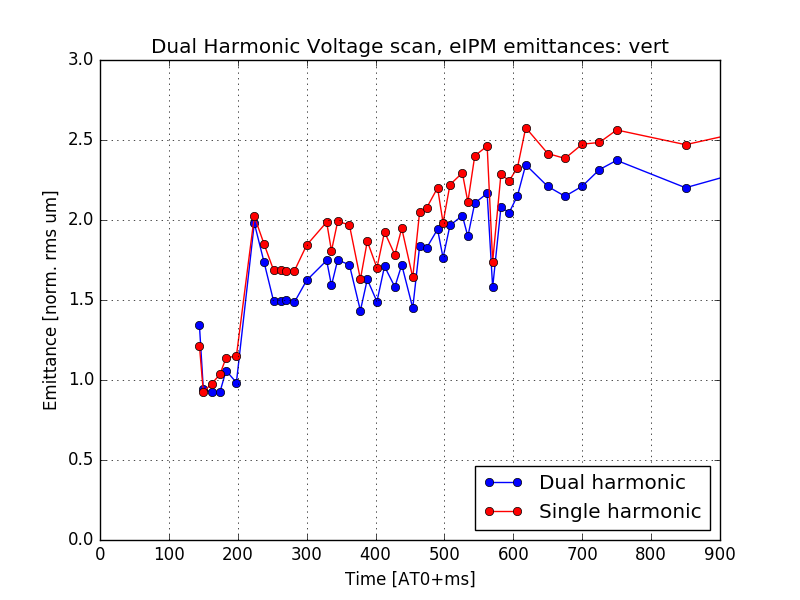 Dual Harmonic Voltage scan, eIPM emittances: vert
3.0
2.5
2.0
1.5
1.0
0.5
0.0
Emittance [norm. rms um]
Dual harmonic
Single harmonic
0 100 200 300 400 500 600 700 800 900
Time [AT0+ms]